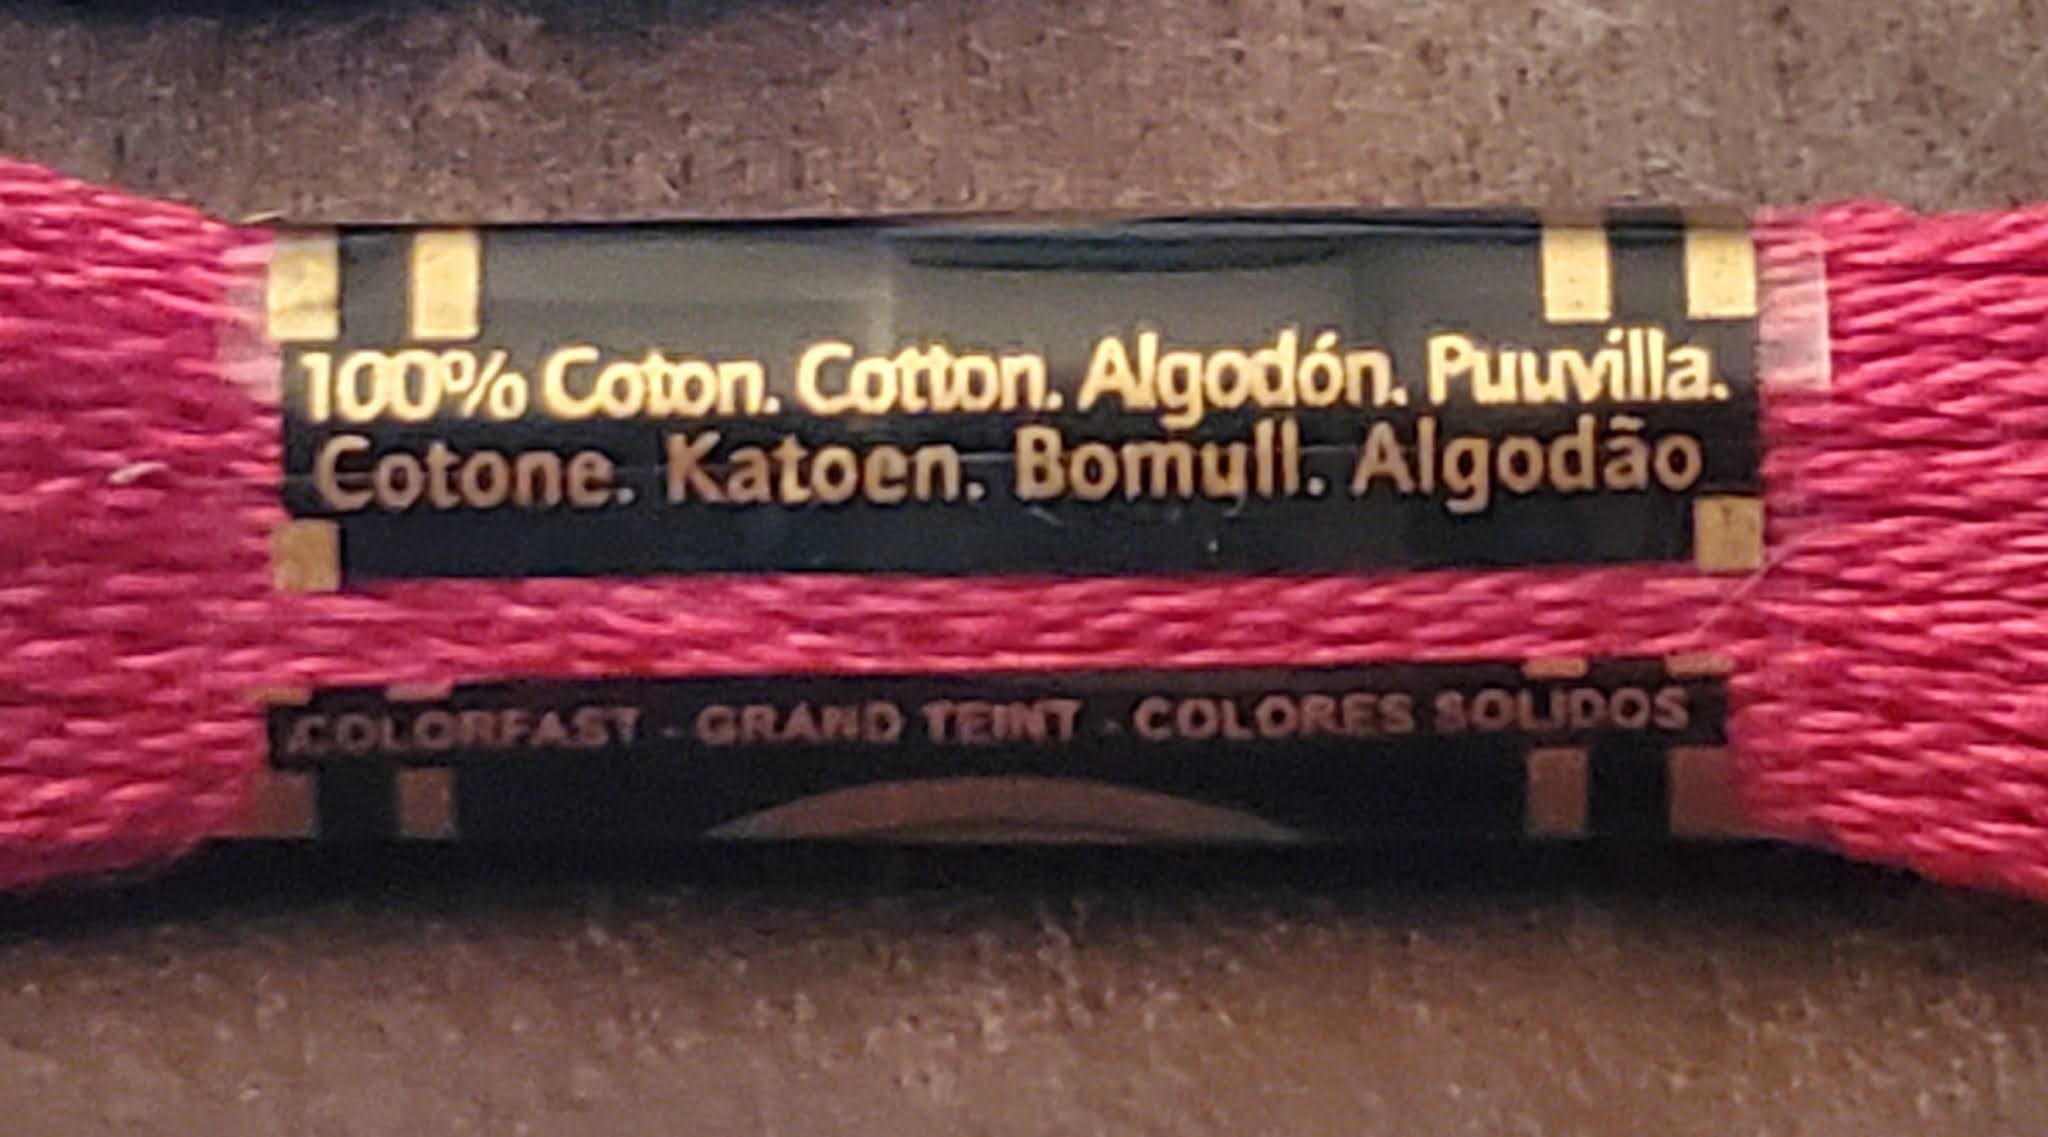 100% Coton. Cotton. Algodón. Puuvilla.
Cotone. Katoen. Bomull. Algodão
COLORFAST - GRAND TEINT - COLORES SOLIDOS